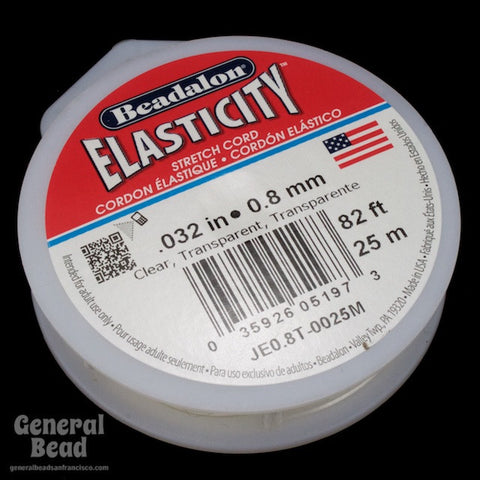 Beadalon®
ELASTICITY™
STRETCH CORD
CORDON ÉLASTIQUE • CORDÓN ELÁSTICO
.032 in • 0.8 mm
Clear, Transparent, Transparente
82 ft
25 m
0 35926 05197 3
JE0.8T-0025M
Intended for adult use only • Pour usage adulte seulement • Para uso exclusivo de adultos • Beadalon • Valley Twp, PA 19320 • Made in USA • Fabriqué aux États-Unis • Hecho en Estados Unidos
GENERAL
BEAD
generalbeadsanfrancisco.com